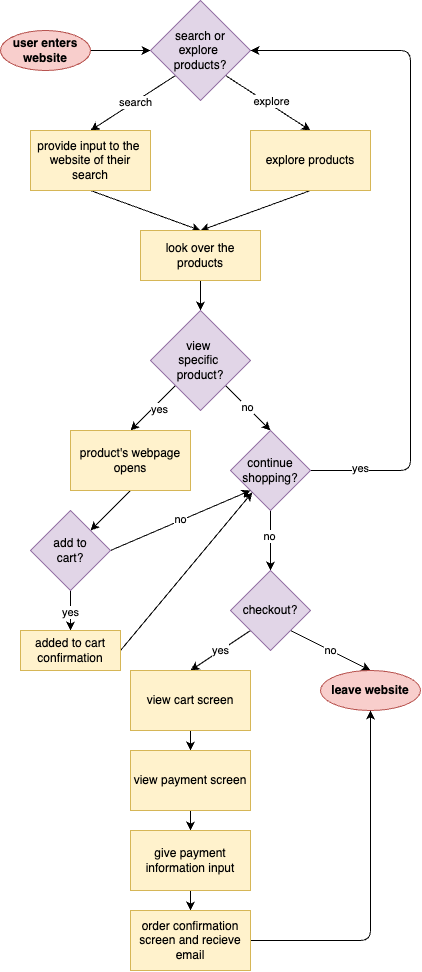 user enters
website
search or
explore
products?
search
explore
provide input to the
website of their
search
explore products
look over the
products
view
specific
product?
yes
no
product's webpage
opens
continue
shopping?
yes
add to
cart?
no
no
yes
added to cart
confirmation
checkout?
yes
no
view cart screen
leave website
view payment screen
give payment
information input
order confirmation
screen and recieve
email